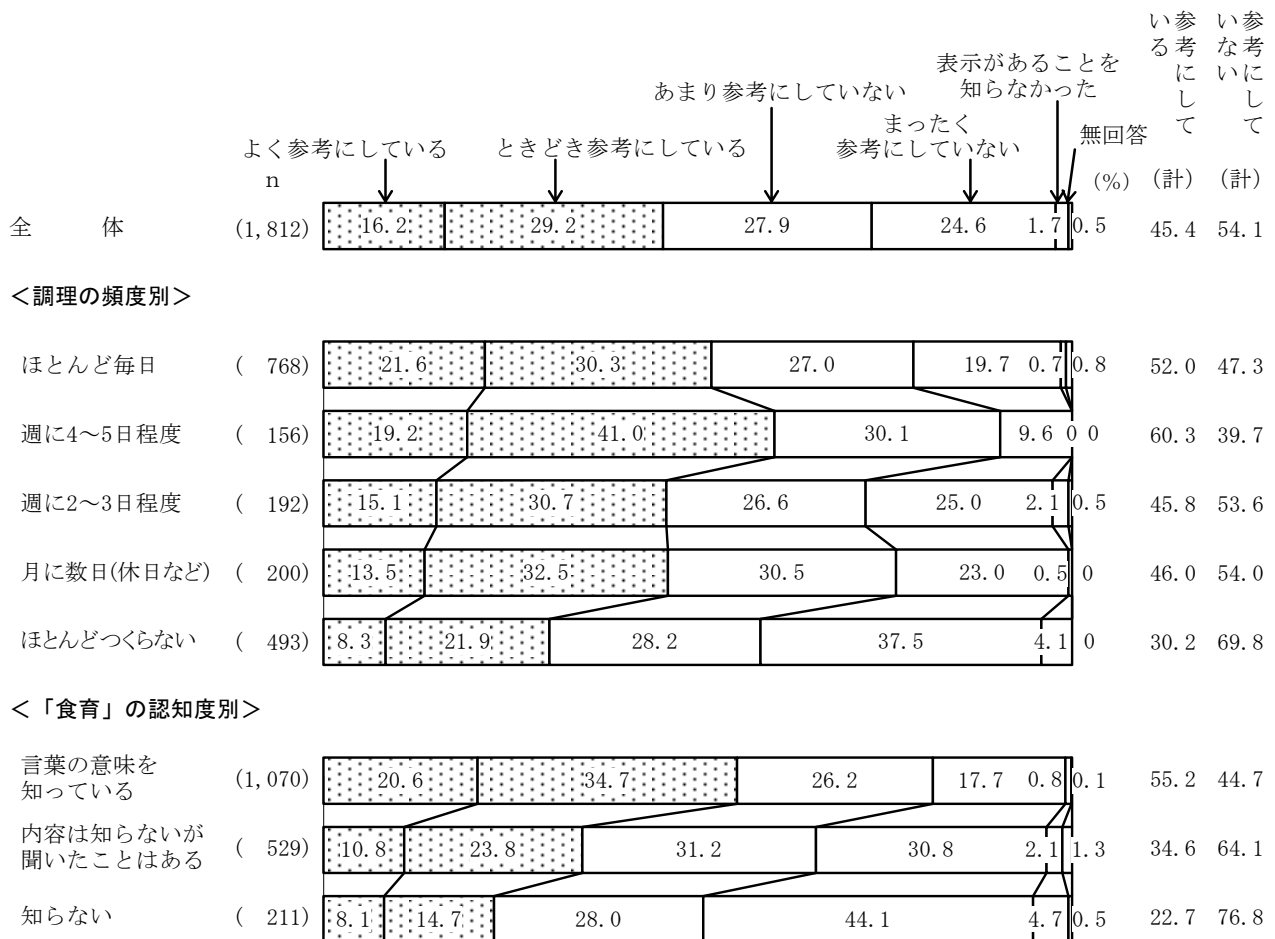 参考にして
いる
参考にして
いない
表示があることを
知らなかった
あまり参考にしていない
まったく
参考にしていない
無回答
よく参考にしている
ときどき参考にしている
n
(%) (計) (計)
全 体 (1,812) 16.2 29.2 27.9 24.6 1.7 0.5 45.4 54.1
＜調理の頻度別＞
ほとんど毎日 ( 768) 21.6 30.3 27.0 19.7 0.7 0.8 52.0 47.3
週に4～5日程度 ( 156) 19.2 41.0 30.1 9.6 0 0 60.3 39.7
週に2～3日程度 ( 192) 15.1 30.7 26.6 25.0 2.1 0.5 45.8 53.6
月に数日(休日など) ( 200) 13.5 32.5 30.5 23.0 0.5 0 46.0 54.0
ほとんどつくらない ( 493) 8.3 21.9 28.2 37.5 4.1 0 30.2 69.8
＜「食育」の認知度別＞
言葉の意味を
知っている (1,070) 20.6 34.7 26.2 17.7 0.8 0.1 55.2 44.7
内容は知らないが
聞いたことはある ( 529) 10.8 23.8 31.2 30.8 2.1 1.3 34.6 64.1
知らない ( 211) 8.1 14.7 28.0 44.1 4.7 0.5 22.7 76.8